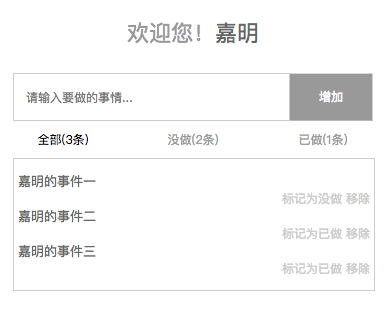 欢迎您！嘉明
请输入要做的事情...
增加
全部(3条) 没做(2条) 已做(1条)
嘉明的事件一
标记为没做 移除
嘉明的事件二
标记为已做 移除
嘉明的事件三
标记为已做 移除